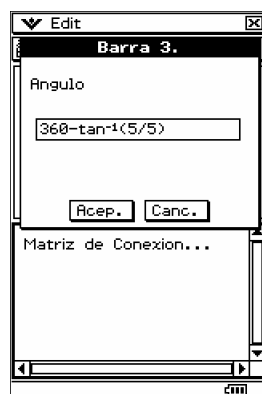 Edit
Barra 3.
Angulo
360-tan⁻¹(5/5)
Acep. Canc.
Matriz de Conexion...